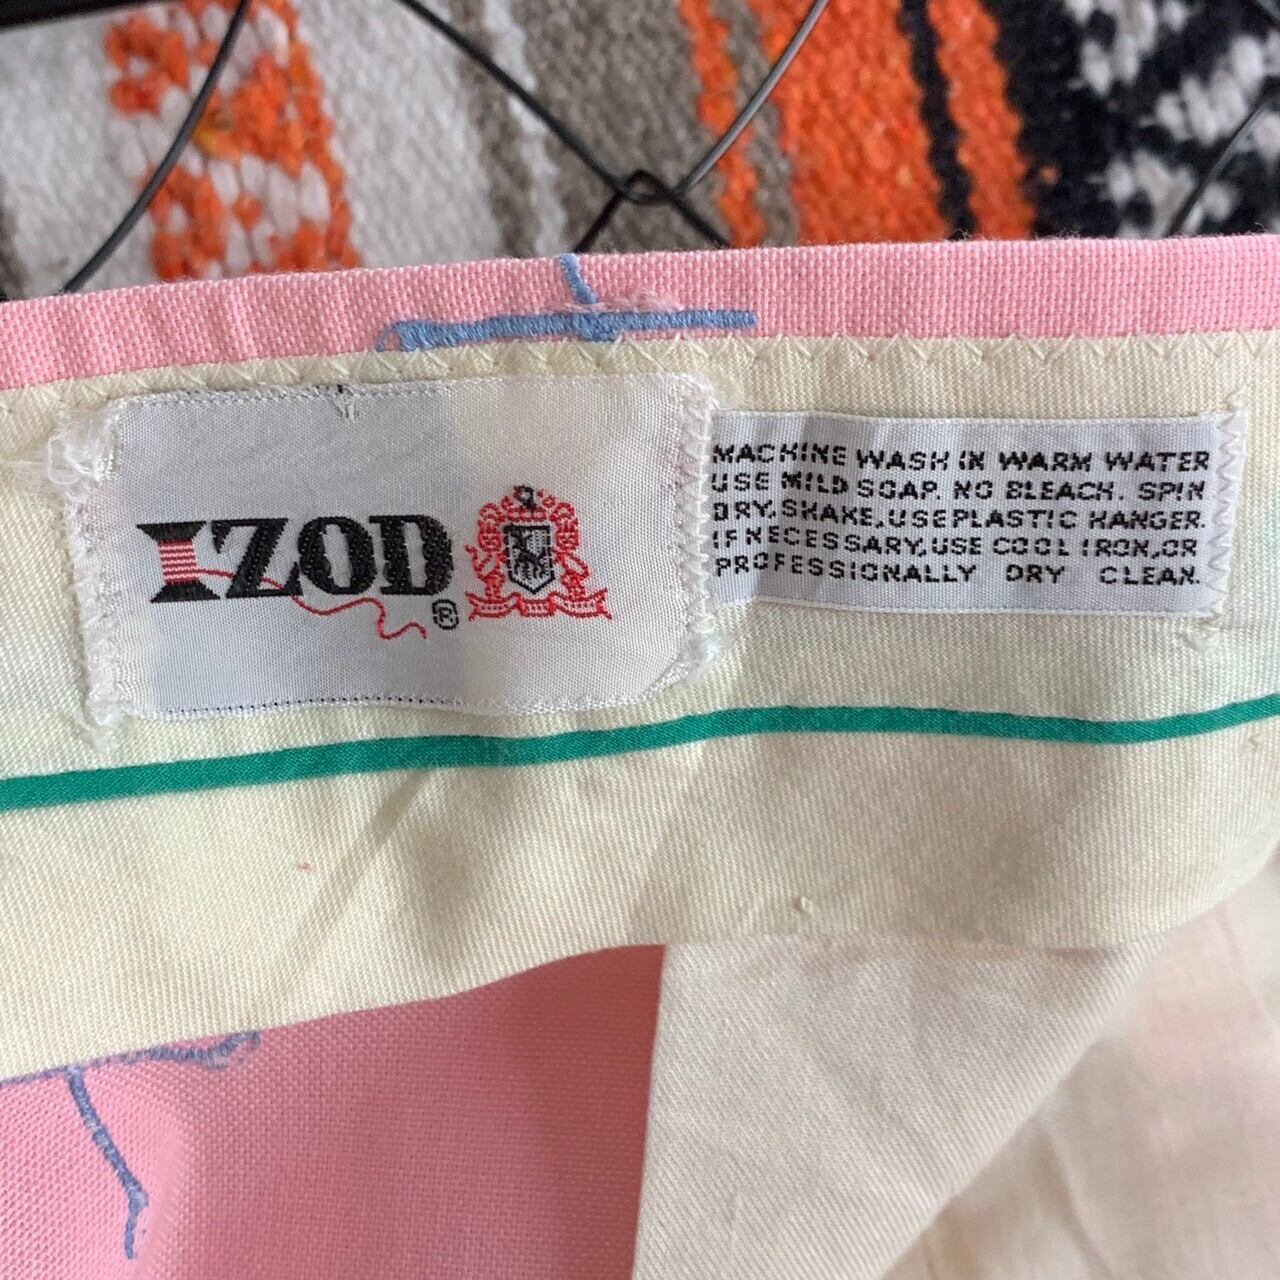 IZOD ®
MACHINE WASH IN WARM WATER
USE MILD SOAP. NO BLEACH. SPIN
DRY, SHAKE, USE PLASTIC HANGER.
IF NECESSARY, USE COOL IRON, OR
PROFESSIONALLY DRY CLEAN.